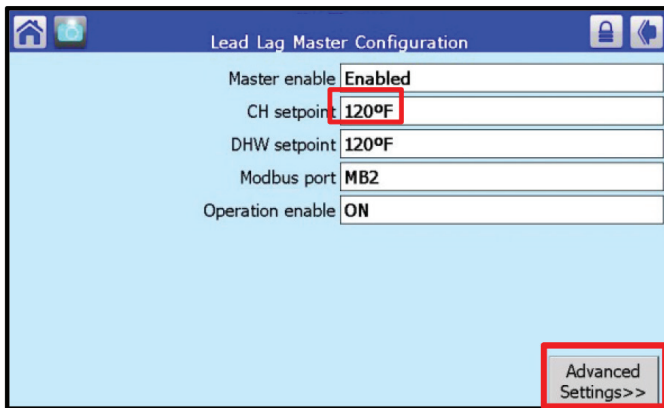 Lead Lag Master Configuration
Master enable Enabled
CH setpoint 120ºF
DHW setpoint 120ºF
Modbus port MB2
Operation enable ON
Advanced
Settings>>